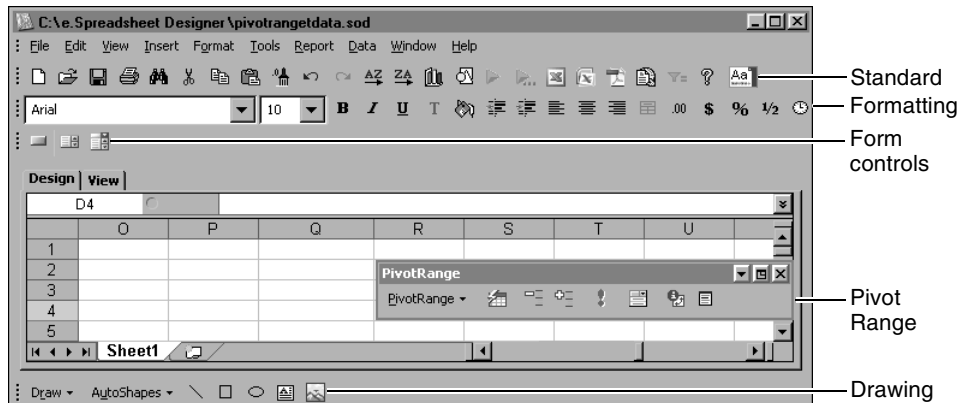 C:\e.Spreadsheet Designer\pivotrangetdata.sod
File Edit View Insert Format Tools Report Data Window Help
Aa
Standard
Arial 10 B I U T .00 $ % 1/2
Formatting
Form
controls
Design View
D4
O P Q R S T U
1
2
3
4
5
PivotRange
PivotRange
Pivot
Range
Sheet1
Draw AutoShapes
Drawing